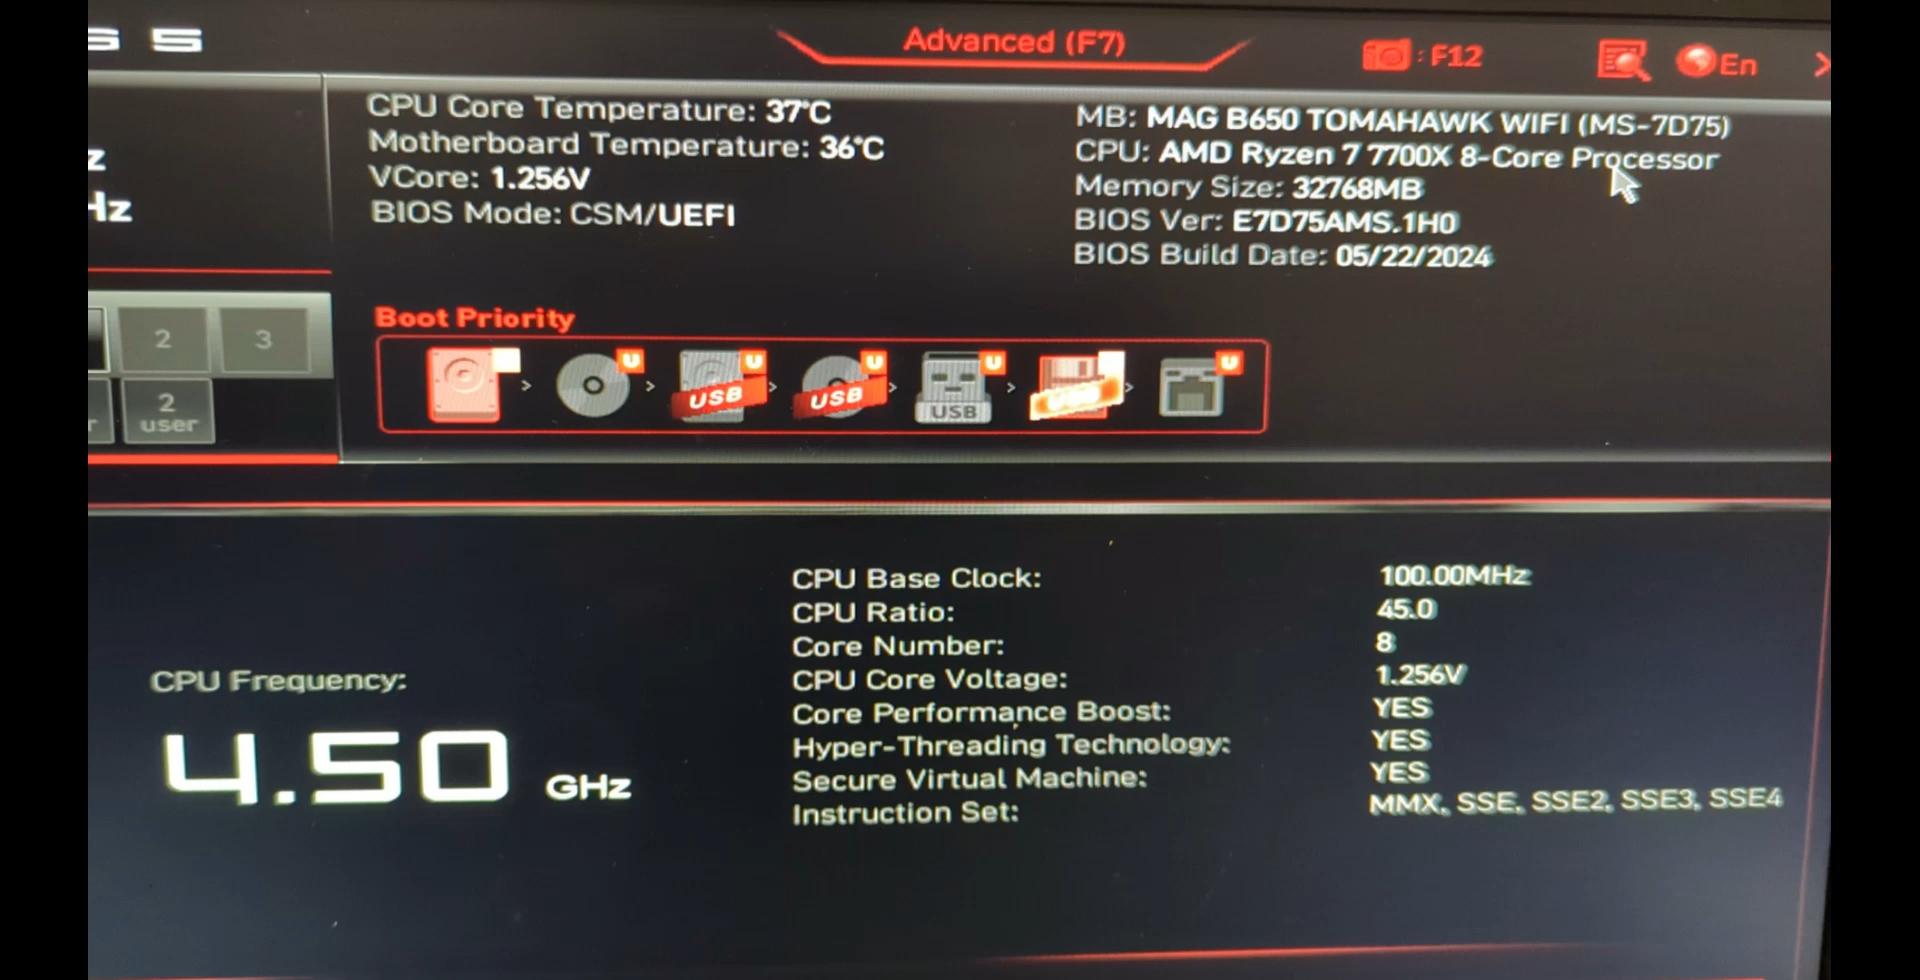 S 5
Advanced (F7)
: F12
En
z
Hz
CPU Core Temperature: 37°C
Motherboard Temperature: 36°C
VCore: 1.256V
BIOS Mode: CSM/UEFI
MB: MAG B650 TOMAHAWK WIFI (MS-7D75)
CPU: AMD Ryzen 7 7700X 8-Core Processor
Memory Size: 32768MB
BIOS Ver: E7D75AMS.1H0
BIOS Build Date: 05/22/2024
2 3
r
2
user
Boot Priority
U U U U U
USB USB USB
CPU Frequency:
4.50 GHz
CPU Base Clock: 100.00MHz
CPU Ratio: 45.0
Core Number: 8
CPU Core Voltage: 1.256V
Core Performance Boost: YES
Hyper-Threading Technology: YES
Secure Virtual Machine: YES
Instruction Set: MMX, SSE, SSE2, SSE3, SSE4